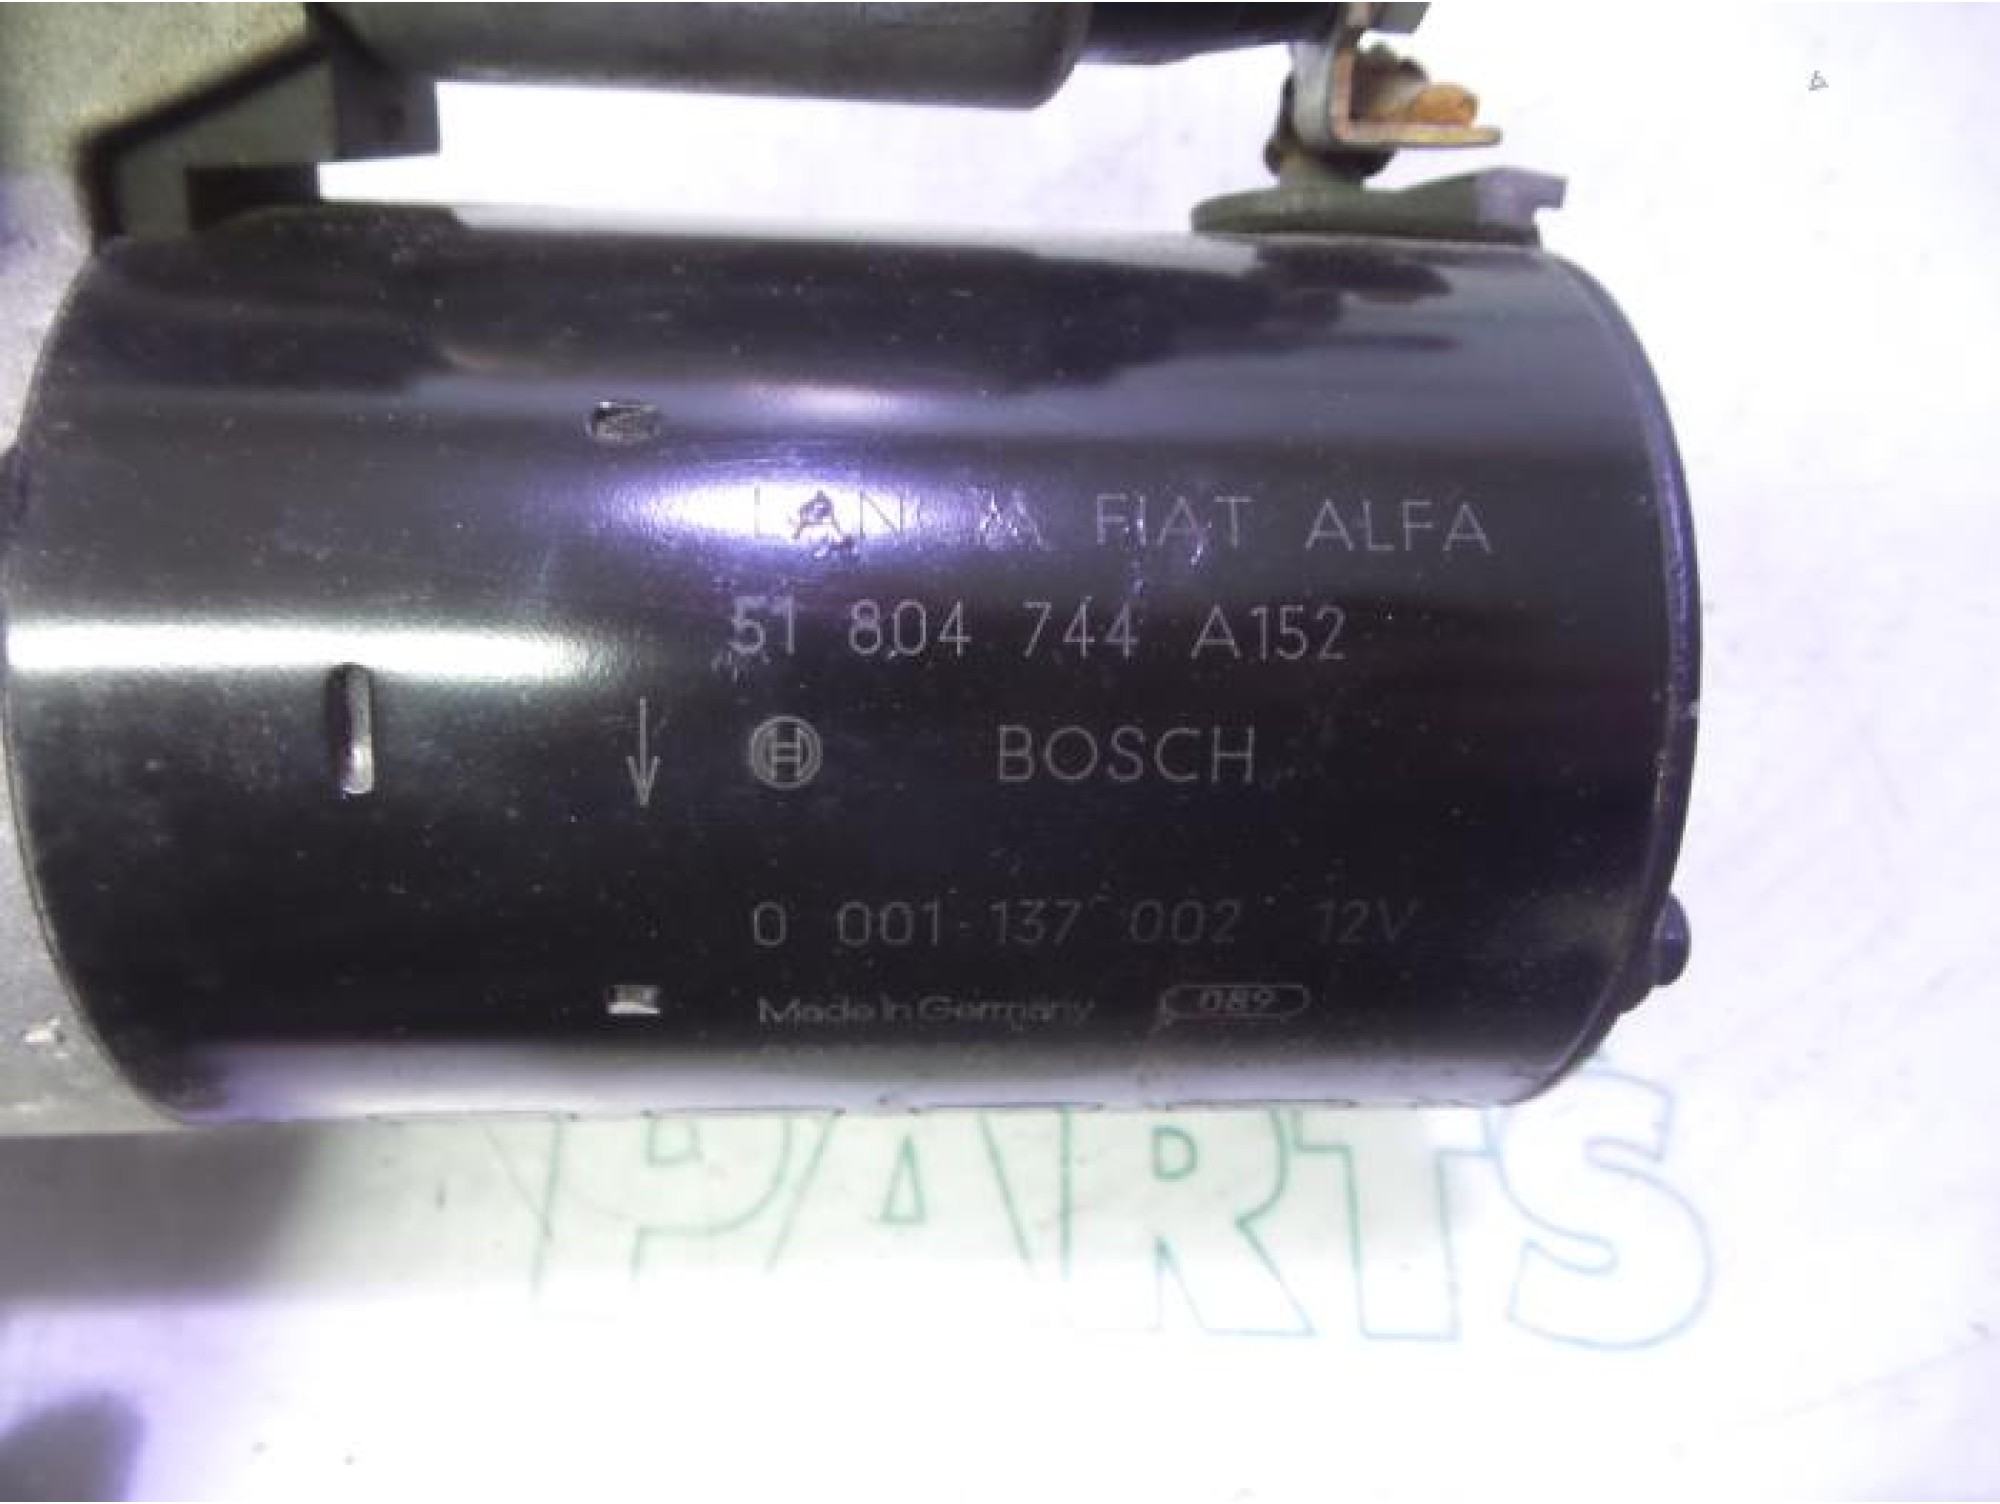 LANCIA FIAT ALFA
51 804 744 A152
BOSCH
0 001 137 002 12V
Made in Germany 089
PARTS